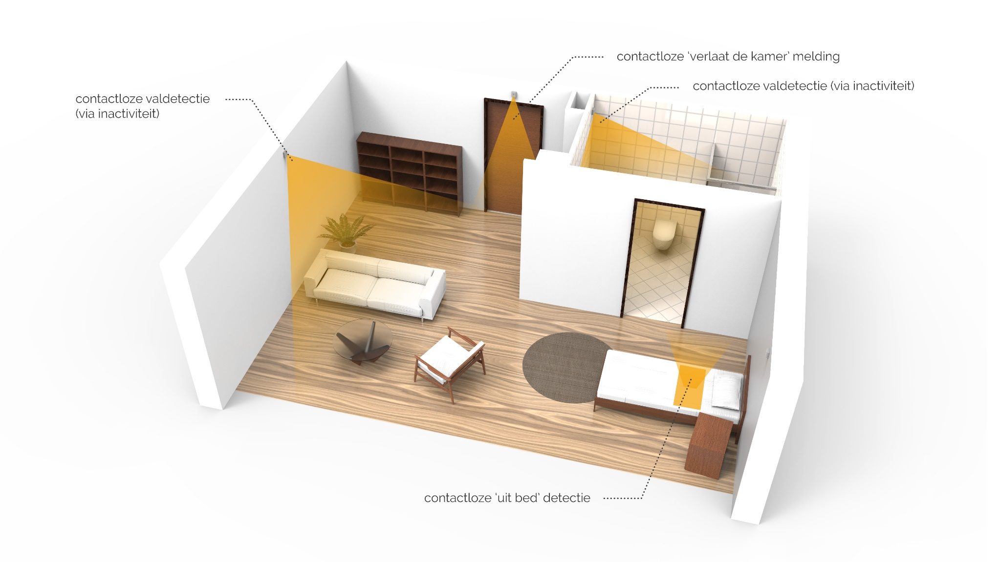 contactloze ‘verlaat de kamer’ melding
contactloze valdetectie (via inactiviteit)
contactloze valdetectie
(via inactiviteit)
contactloze ‘uit bed’ detectie